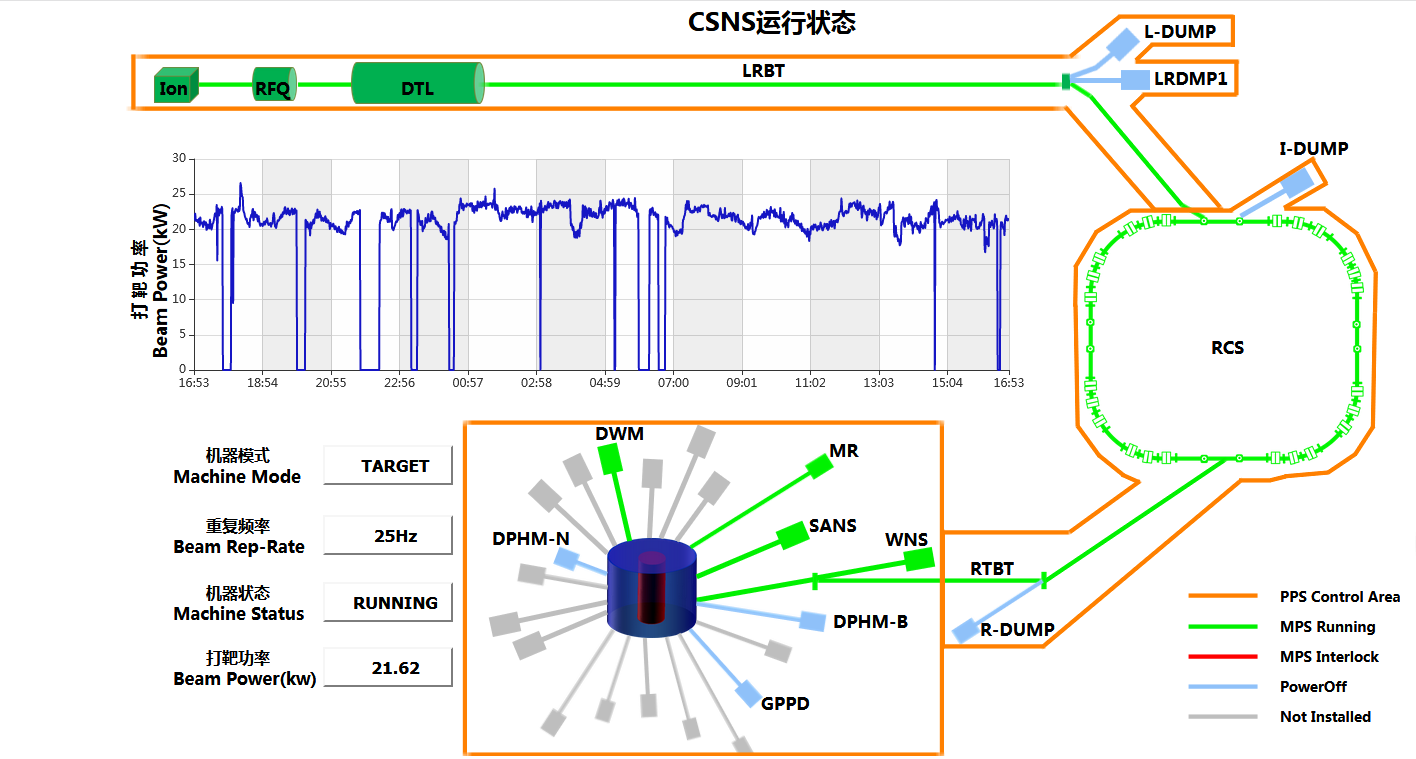 CSNS运行状态
L-DUMP
LRBT
LRDMP1
Ion
RFQ
DTL
I-DUMP
打靶功率
Beam Power(kW)
30
25
20
15
10
5
0
16:53
18:54
20:55
22:56
00:57
02:58
04:59
07:00
09:01
11:02
13:03
15:04
16:53
RCS
机器模式
Machine Mode
TARGET
重复频率
Beam Rep-Rate
25Hz
机器状态
Machine Status
RUNNING
打靶功率
Beam Power(kw)
21.62
DWM
MR
SANS
WNS
DPHM-N
DPHM-B
GPPD
RTBT
R-DUMP
PPS Control Area
MPS Running
MPS Interlock
PowerOff
Not Installed